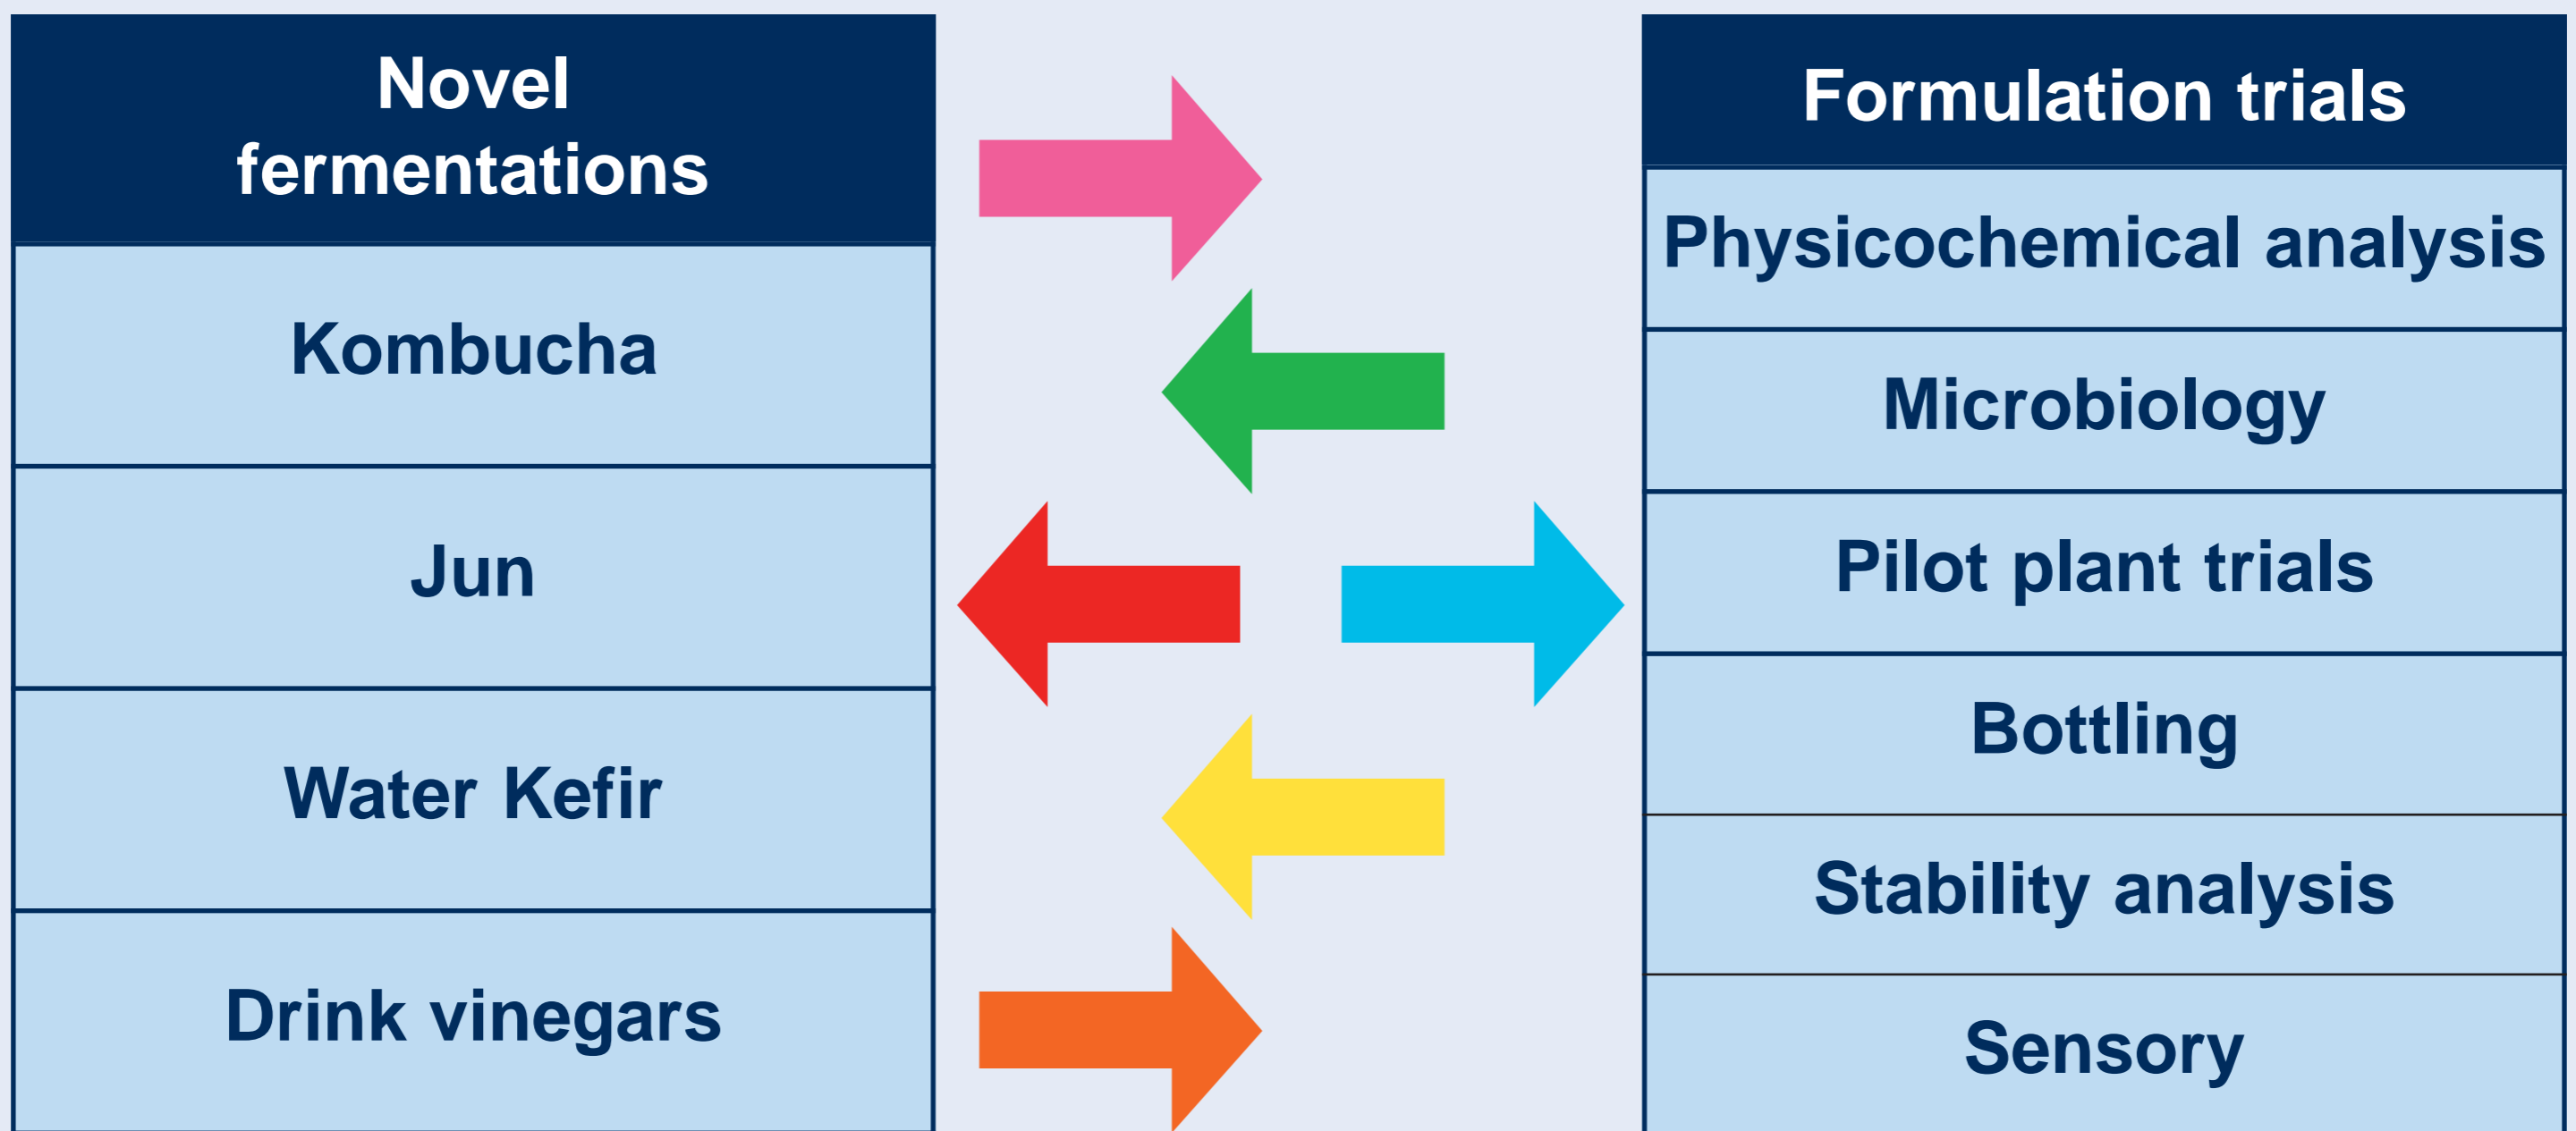 Novel
fermentations
Kombucha
Jun
Water Kefir
Drink vinegars
Formulation trials
Physicochemical analysis
Microbiology
Pilot plant trials
Bottling
Stability analysis
Sensory